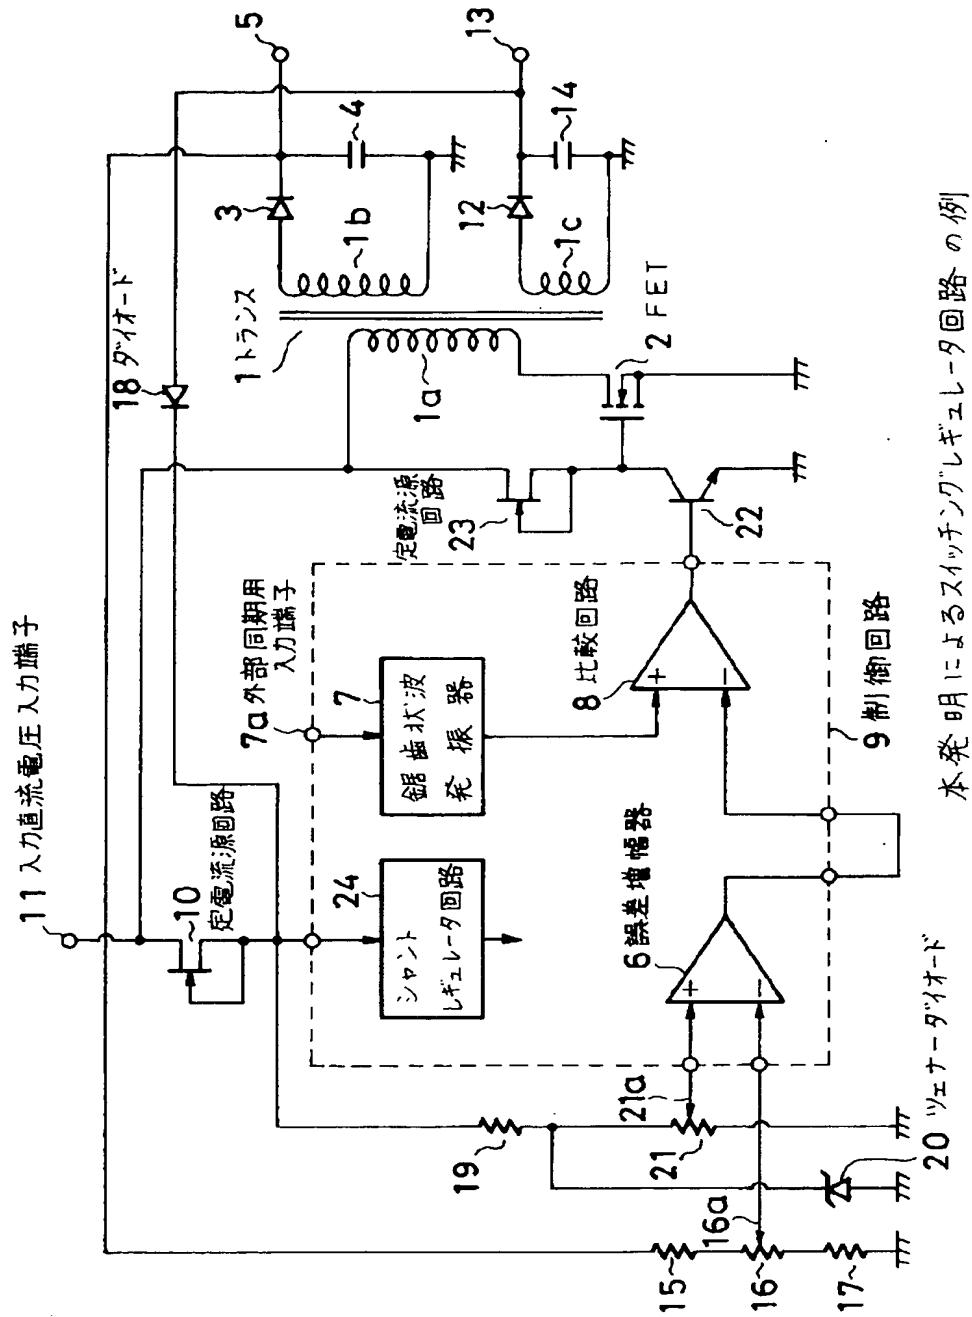 11 入力直流電圧入力端子
5
13
4
14
3
12
1b
1c
18 ダイオード
1トランス
1a
2 FET
10
定電流源回路
定電流源
回路
23
22
7a 外部同期用
入力端子
7
鋸歯状波
発振器
8 比較回路
9 制御回路
24
シャント
レギュレータ回路
6 誤差増幅器
+
−
+
−
19
21
21a
20 ツェナーダイオード
15
16
16a
17
本発明によるスイッチングレギュレータ回路の例